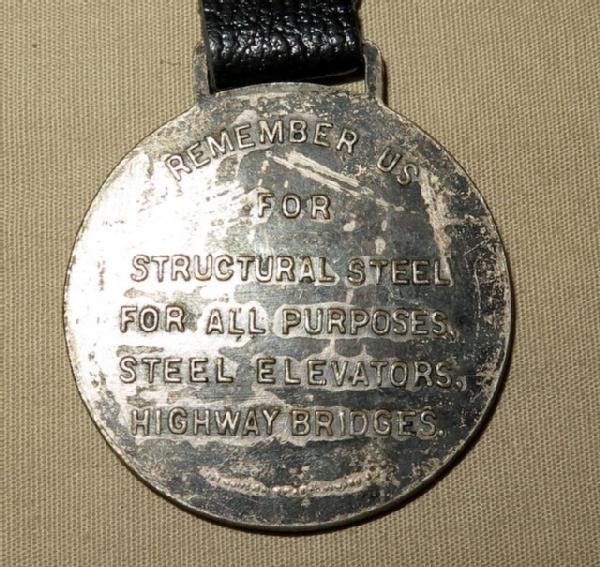 REMEMBER US
FOR
STRUCTURAL STEEL
FOR ALL PURPOSES,
STEEL ELEVATORS,
HIGHWAY BRIDGES.